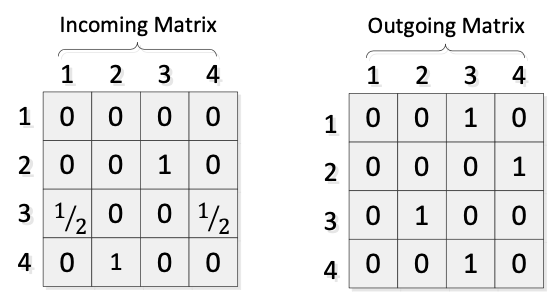 Incoming Matrix
1 2 3 4
1 0 0 0 0
2 0 0 1 0
3 1/2 0 0 1/2
4 0 1 0 0
Outgoing Matrix
1 2 3 4
1 0 0 1 0
2 0 0 0 1
3 0 1 0 0
4 0 0 1 0